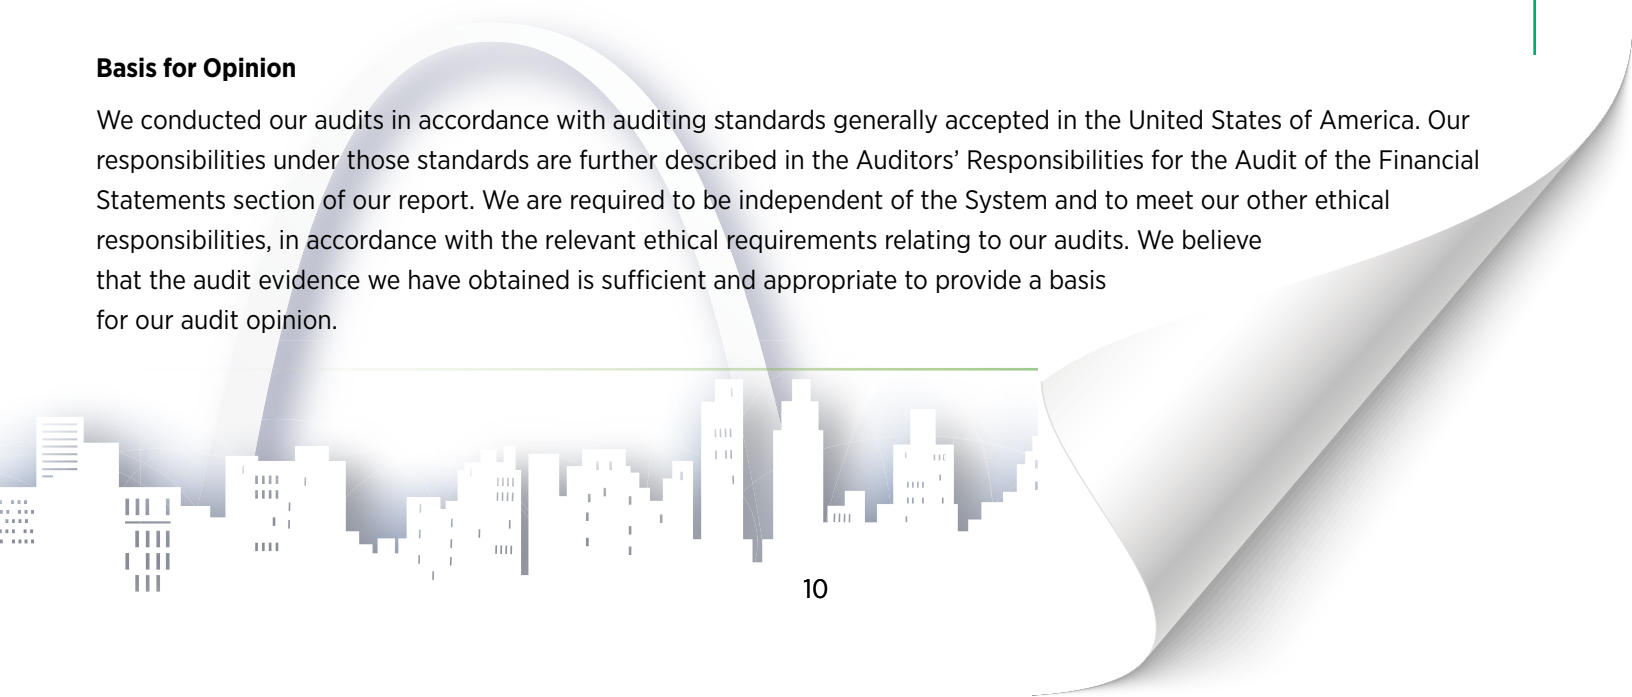 Basis for Opinion
We conducted our audits in accordance with auditing standards generally accepted in the United States of America. Our
responsibilities under those standards are further described in the Auditors’ Responsibilities for the Audit of the Financial
Statements section of our report. We are required to be independent of the System and to meet our other ethical
responsibilities, in accordance with the relevant ethical requirements relating to our audits. We believe
that the audit evidence we have obtained is sufficient and appropriate to provide a basis
for our audit opinion.
10